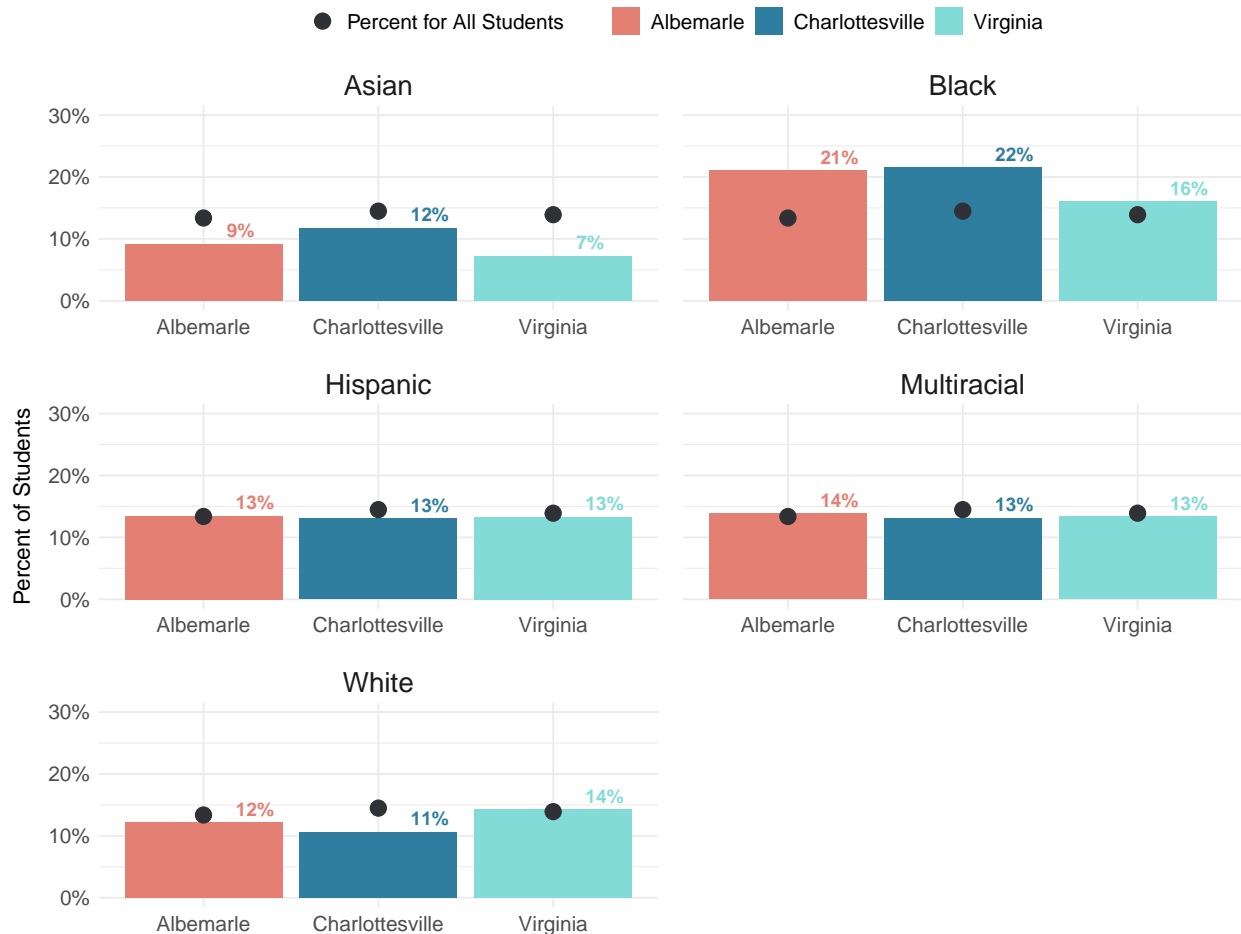 Percent for All Students Albemarle Charlottesville Virginia
Asian
30%
20%
10%
0%
9%
12%
7%
Albemarle Charlottesville Virginia
Black
21%
22%
16%
Albemarle Charlottesville Virginia
Percent of Students
Hispanic
30%
20%
10%
0%
13%
13%
13%
Albemarle Charlottesville Virginia
Multiracial
14%
13%
13%
Albemarle Charlottesville Virginia
White
30%
20%
10%
0%
12%
11%
14%
Albemarle Charlottesville Virginia